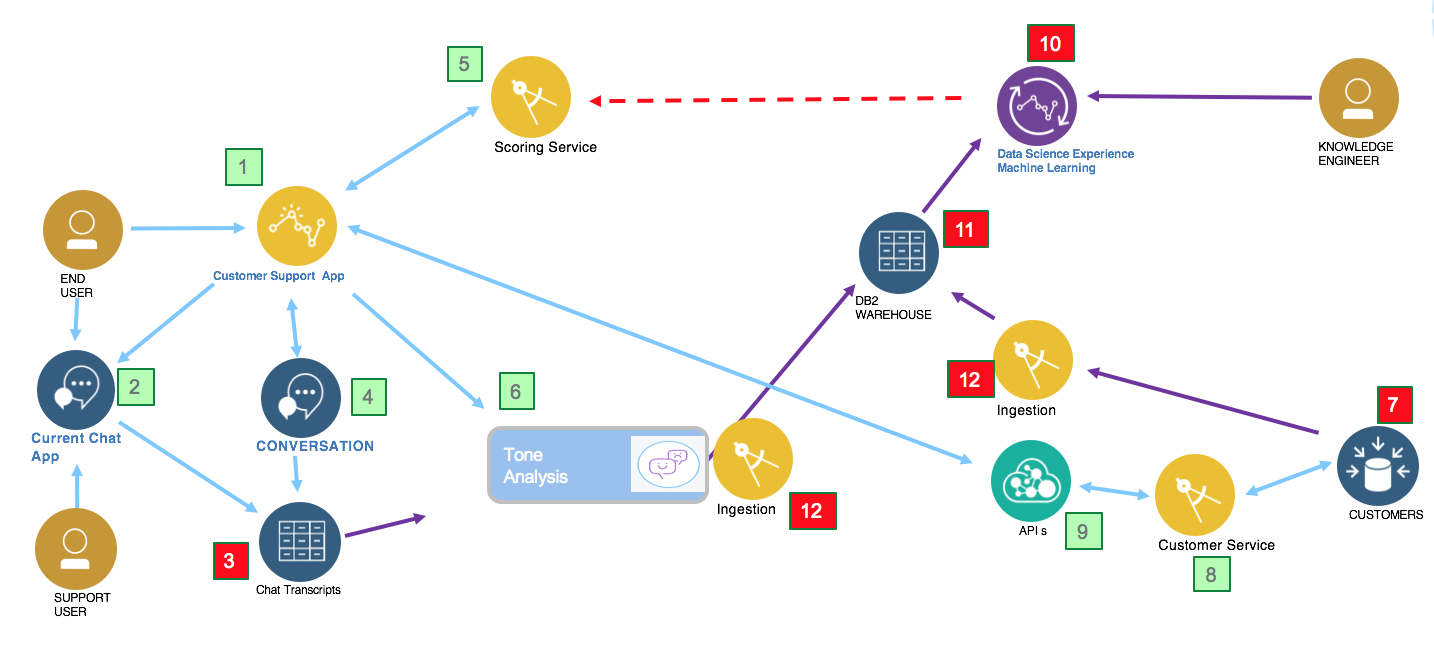 10
5
Scoring Service
Data Science Experience
Machine Learning
KNOWLEDGE
ENGINEER
1
11
END
USER
Customer Support App
DB2
WAREHOUSE
2
4
6
12
Ingestion
7
Current Chat
App
CONVERSATION
Tone
Analysis
Ingestion
12
CUSTOMERS
API s
9
Customer Service
8
3
Chat Transcripts
SUPPORT
USER